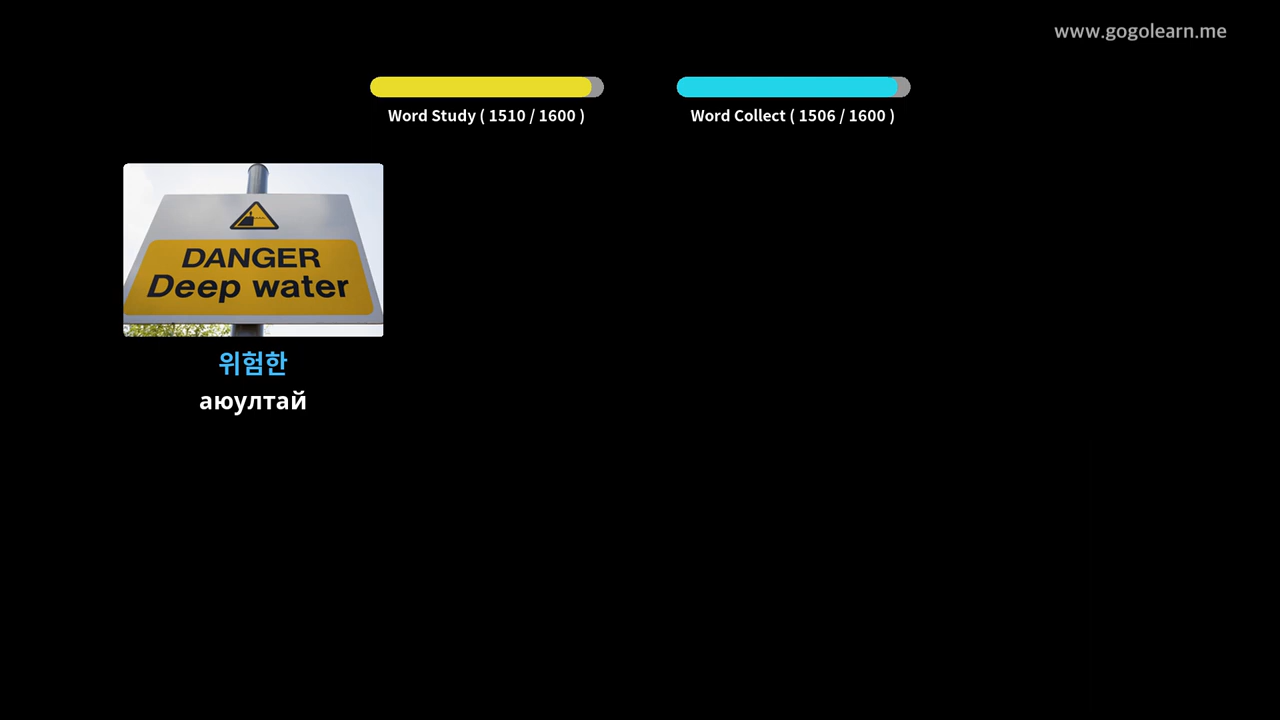 www.gogolearn.me
Word Study ( 1510 / 1600 )
Word Collect ( 1506 / 1600 )
DANGER
Deep water
위험한
аюултай